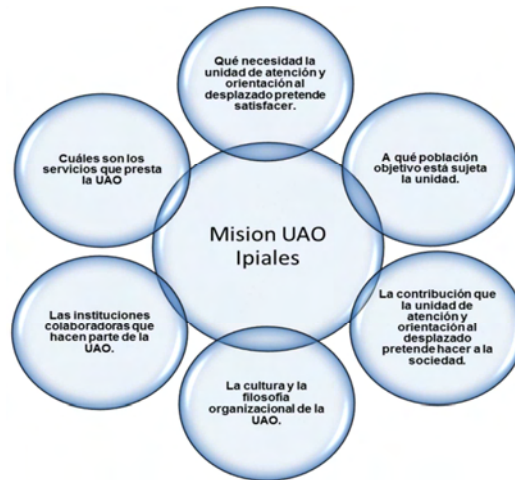 Qué necesidad la
unidad de atención y
orientación al
desplazado pretende
satisfacer.
A qué población
objetivo está sujeta
la unidad.
La contribución que
la unidad de
atención y
orientación al
desplazado
pretende hacer a la
sociedad.
La cultura y la
filosofía
organizacional de la
UAO.
Las instituciones
colaboradoras que
hacen parte de la
UAO.
Cuáles son los
servicios que presta
la UAO
Mision UAO
Ipiales